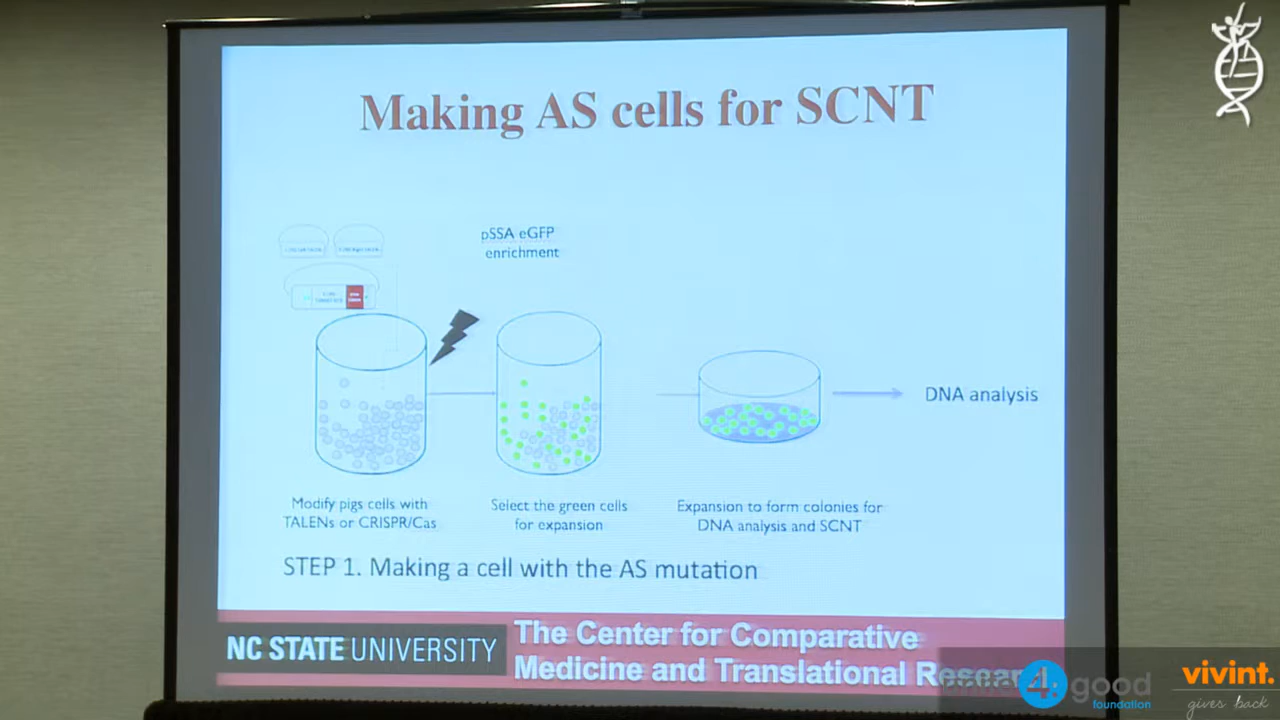 Making AS cells for SCNT
pSSA eGFP
enrichment
DNA analysis
Modify pigs cells with
TALENs or CRISPR/Cas
Select the green cells
for expansion
Expansion to form colonies for
DNA analysis and SCNT
STEP 1. Making a cell with the AS mutation
NC STATE UNIVERSITY
The Center for Comparative
Medicine and Translational
4 good
foundation
vivint.
gives back